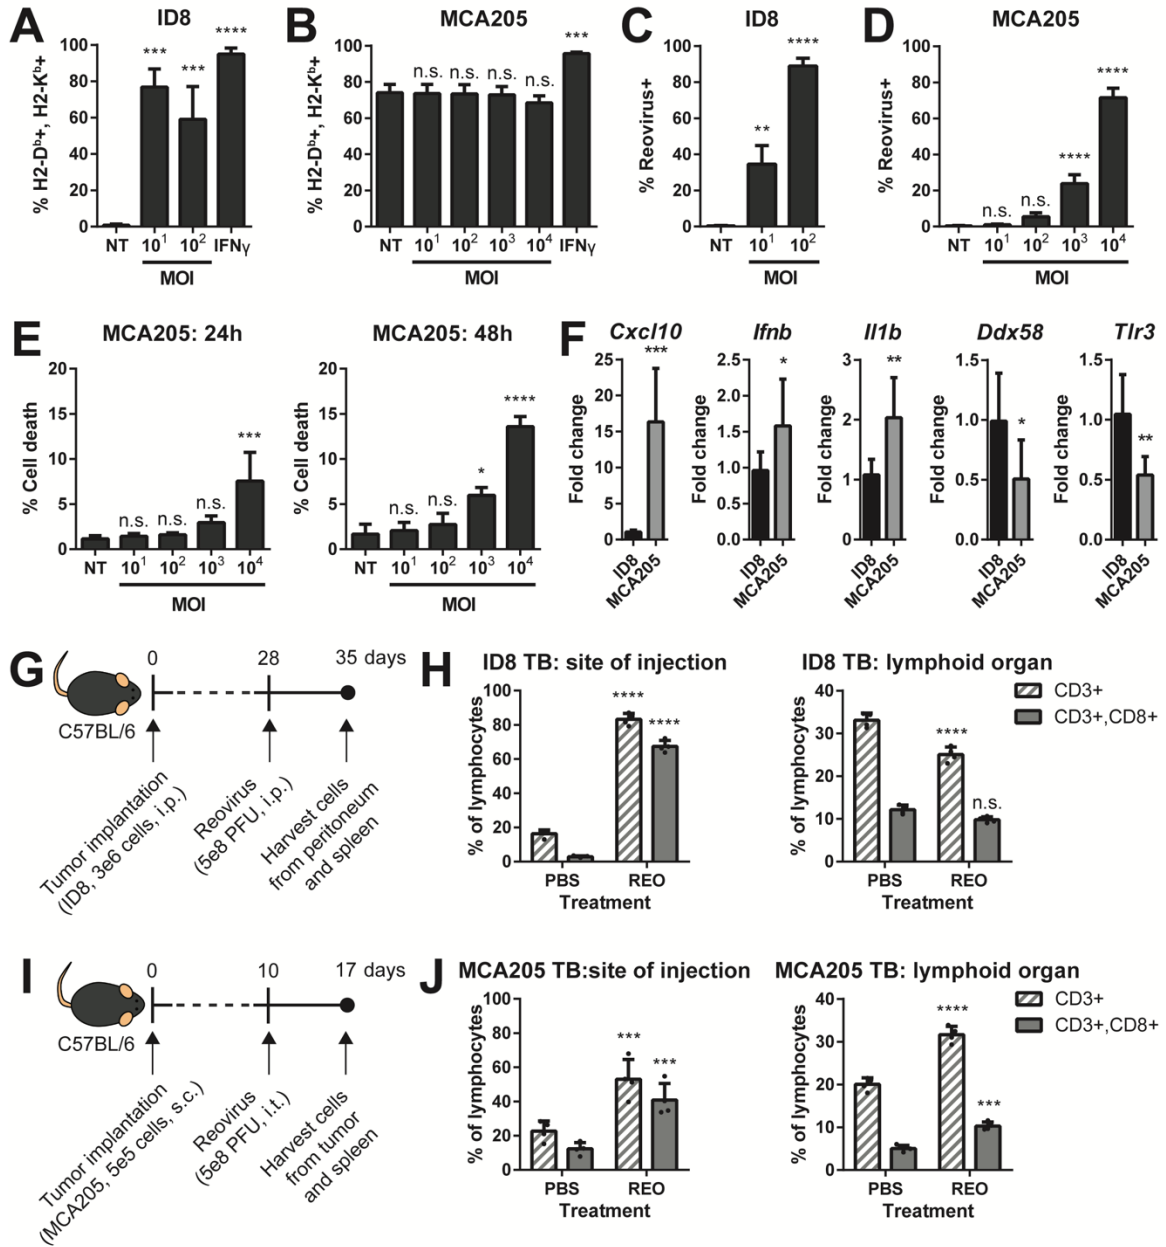 A
ID8
% H2-Dᵇ+, H2-Kᵇ+
100
80
60
40
20
0
***
***
****
NT
10¹
10²
IFNγ
MOI
B
MCA205
% H2-Dᵇ+, H2-Kᵇ+
100
80
60
40
20
0
n.s.
n.s.
n.s.
n.s.
***
NT
10¹
10²
10³
10⁴
IFNγ
MOI
C
ID8
% Reovirus+
100
80
60
40
20
0
**
****
NT
10¹
10²
MOI
D
MCA205
% Reovirus+
100
80
60
40
20
0
n.s.
n.s.
****
****
NT
10¹
10²
10³
10⁴
MOI
E
MCA205: 24h
% Cell death
20
15
10
5
0
n.s.
n.s.
n.s.
***
NT
10¹
10²
10³
10⁴
MOI
MCA205: 48h
% Cell death
20
15
10
5
0
n.s.
n.s.
*
****
NT
10¹
10²
10³
10⁴
MOI
F
Cxcl10
Fold change
25
20
15
10
5
0
***
ID8
MCA205
Ifnb
Fold change
2.5
2.0
1.5
1.0
0.5
0.0
*
ID8
MCA205
Il1b
Fold change
3
2
1
0
**
ID8
MCA205
Ddx58
Fold change
1.5
1.0
0.5
0.0
*
ID8
MCA205
Tlr3
Fold change
1.5
1.0
0.5
0.0
**
ID8
MCA205
G
0
28
35 days
C57BL/6
Tumor implantation
(ID8, 3e6 cells, i.p.)
Reovirus
(5e8 PFU, i.p.)
Harvest cells
from peritoneum
and spleen
H
ID8 TB: site of injection
% of lymphocytes
100
80
60
40
20
0
****
****
PBS
REO
Treatment
ID8 TB: lymphoid organ
% of lymphocytes
40
30
20
10
0
****
n.s.
PBS
REO
Treatment
CD3+
CD3+,CD8+
I
0
10
17 days
C57BL/6
Tumor implantation
(MCA205, 5e5 cells, s.c.)
Reovirus
(5e8 PFU, i.t.)
Harvest cells
from tumor
and spleen
J
MCA205 TB:site of injection
% of lymphocytes
100
80
60
40
20
0
***
***
PBS
REO
Treatment
MCA205 TB: lymphoid organ
% of lymphocytes
40
30
20
10
0
****
***
PBS
REO
Treatment
CD3+
CD3+,CD8+